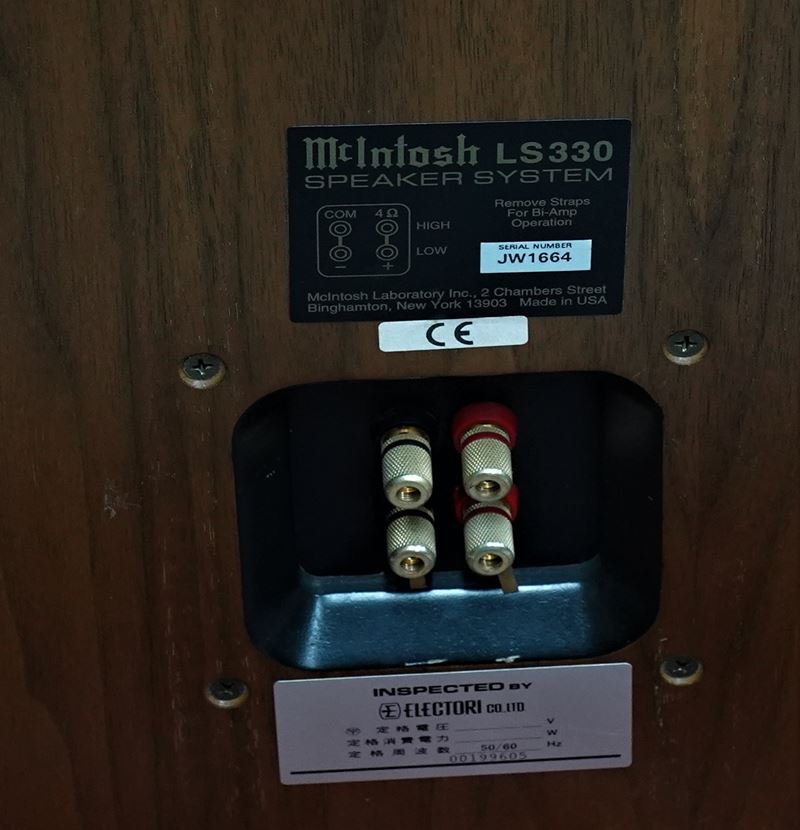 McIntosh LS330
SPEAKER SYSTEM
COM 4Ω
HIGH
LOW
− +
Remove Straps
For Bi-Amp
Operation
SERIAL NUMBER
JW1664
McIntosh Laboratory Inc., 2 Chambers Street
Binghamton, New York 13903 Made in USA
CE
INSPECTED BY
ELECTORI CO.,LTD
定格電圧 V
定格消費電力 W
定格周波数 50/60 Hz
00199605